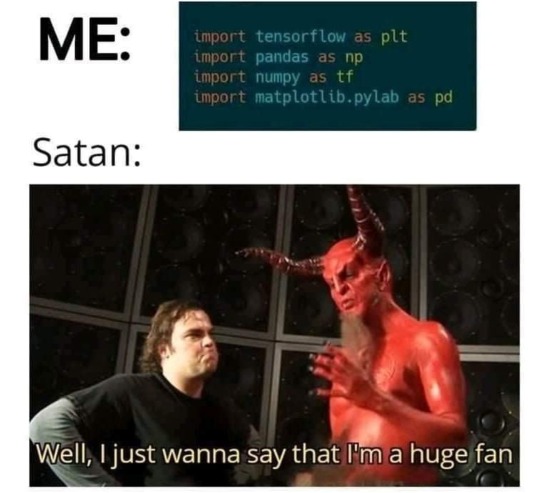 ME:
import tensorflow as plt
import pandas as np
import numpy as tf
import matplotlib.pylab as pd
Satan:
Well, I just wanna say that I'm a huge fan